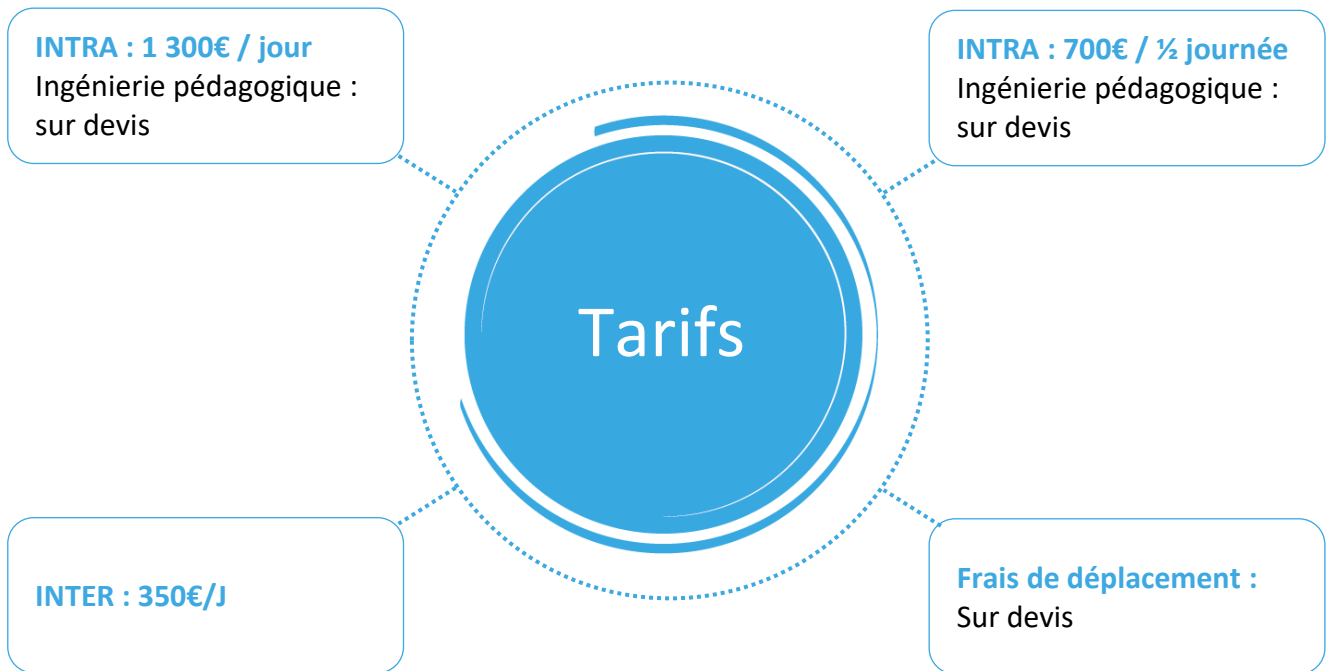 INTRA : 1 300€ / jour
Ingénierie pédagogique :
sur devis
INTRA : 700€ / ½ journée
Ingénierie pédagogique :
sur devis
Tarifs
INTER : 350€/J
Frais de déplacement :
Sur devis